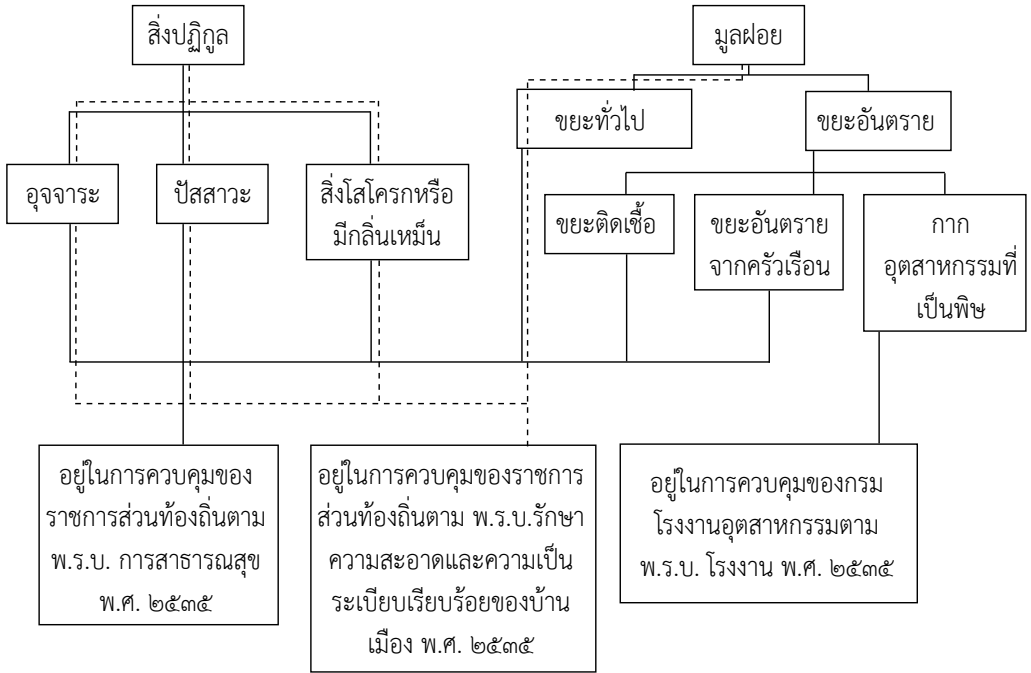 สิ่งปฏิกูล
มูลฝอย
ขยะทั่วไป
ขยะอันตราย
อุจจาระ
ปัสสาวะ
สิ่งโสโครกหรือ
มีกลิ่นเหม็น
ขยะติดเชื้อ
ขยะอันตราย
จากครัวเรือน
กาก
อุตสาหกรรมที่
เป็นพิษ
อยู่ในการควบคุมของ
ราชการส่วนท้องถิ่นตาม
พ.ร.บ. การสาธารณสุข
พ.ศ. ๒๕๓๕
อยู่ในการควบคุมของราชการ
ส่วนท้องถิ่นตาม พ.ร.บ.รักษา
ความสะอาดและความเป็น
ระเบียบเรียบร้อยของบ้าน
เมือง พ.ศ. ๒๕๓๕
อยู่ในการควบคุมของกรม
โรงงานอุตสาหกรรมตาม
พ.ร.บ. โรงงาน พ.ศ. ๒๕๓๕